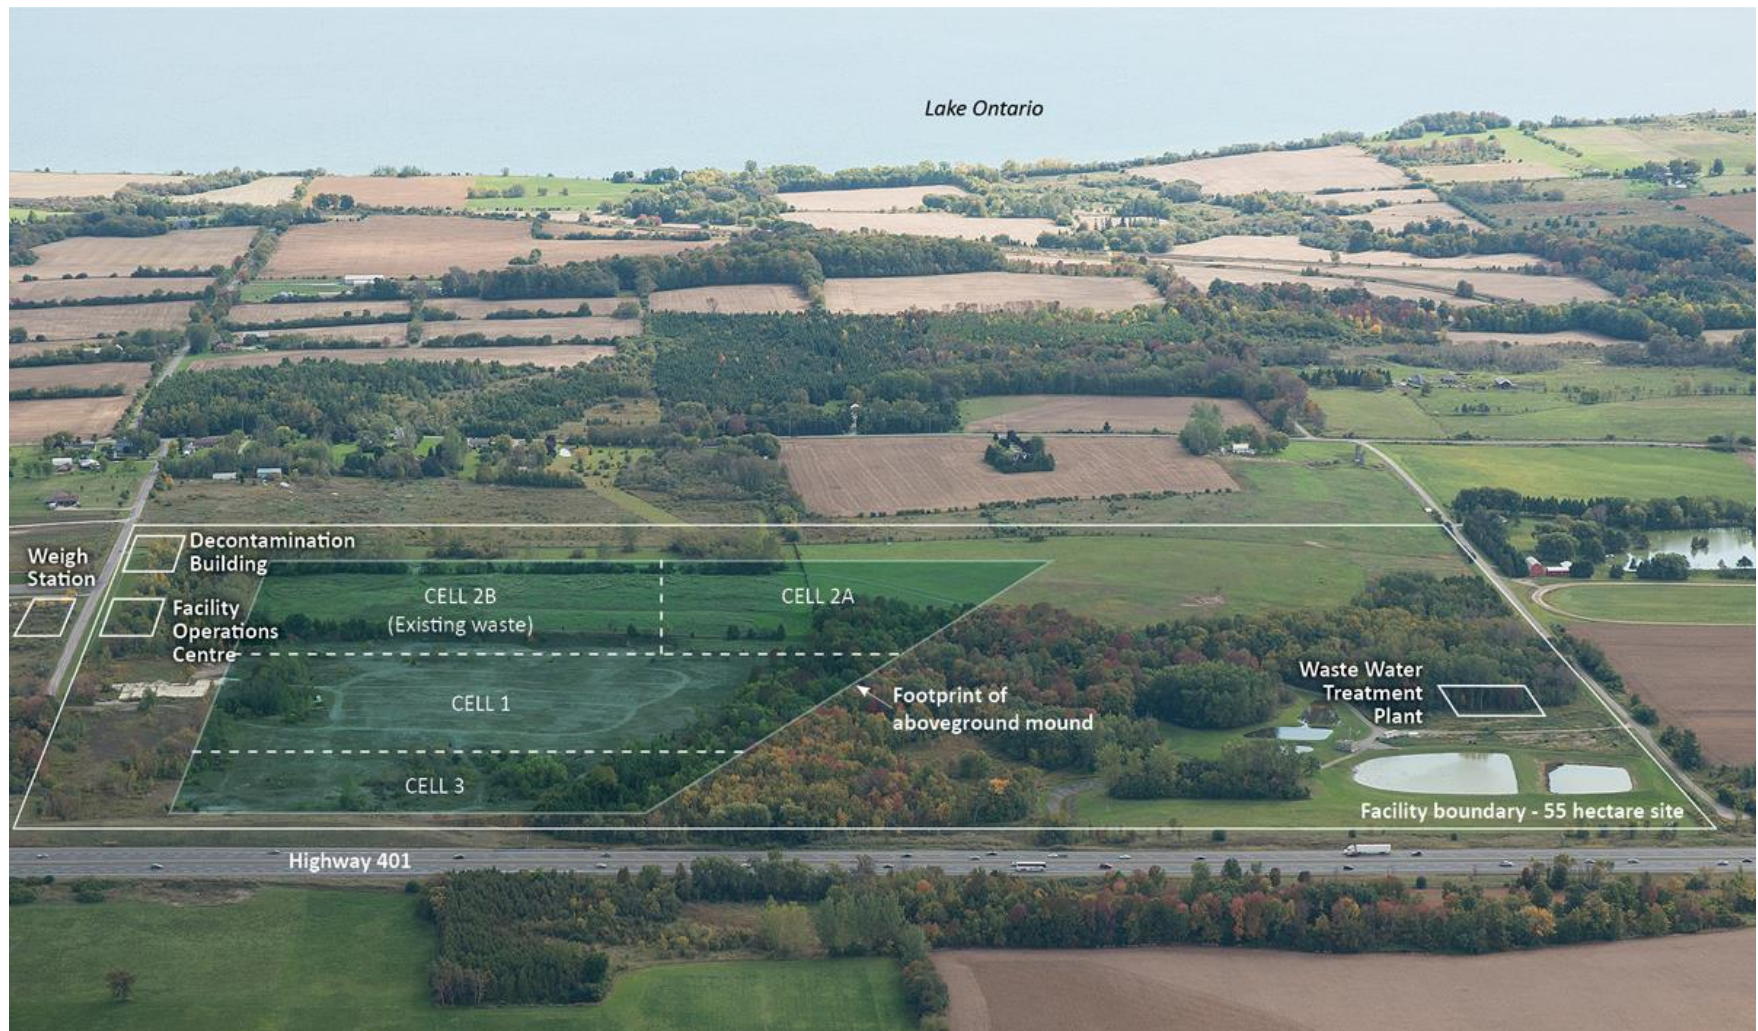 Lake Ontario
Decontamination
Building
Weigh
Station
Facility
Operations
Centre
CELL 2B
(Existing waste)
CELL 2A
CELL 1
Footprint of
aboveground mound
Waste Water
Treatment
Plant
CELL 3
Facility boundary - 55 hectare site
Highway 401